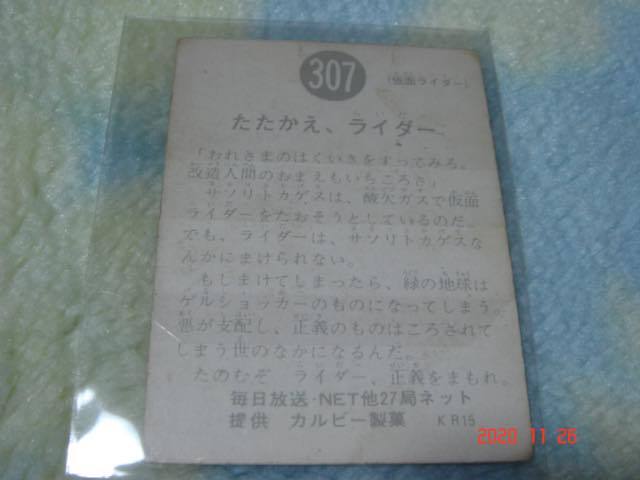 307
(仮面ライダー)
たたかえ、ライダー
「おれさまのはくいきをすってみろ。
改造人間のおまえもいちころさ」
サソリトカゲスは、酸欠ガスで仮面
ライダーをたおそうとしているのだ。
でも、ライダーは、サソリトカゲスな
んかにまけられない。
もしまけてしまったら、緑の地球は
ゲルショッカーのものになってしまう。
悪が支配し、正義のものはころされて
しまう世のなかになるんだ。
たのむぞ ライダー、正義をまもれ。
毎日放送・NET他27局ネット
提供 カルビー製菓 KR15
2020 11 26